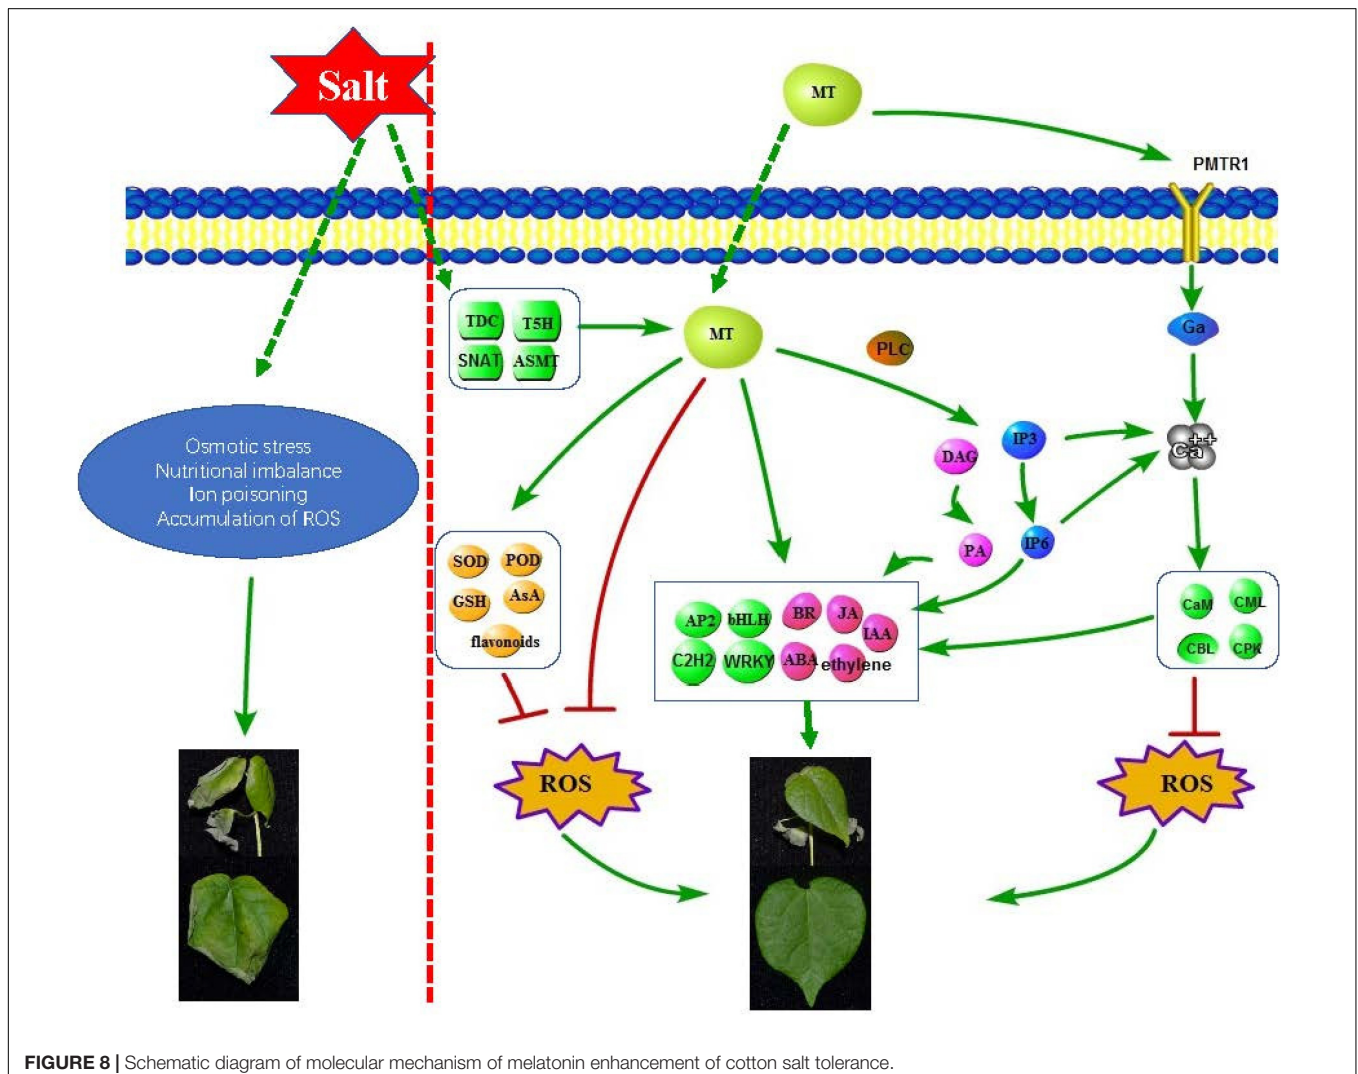 Salt
MT
PMTR1
TDC
T5H
SNAT
ASMT
MT
PLC
Ga
Osmotic stress
Nutritional imbalance
Ion poisoning
Accumulation of ROS
DAG
IP3
Ca++
PA
IP6
SOD
POD
GSH
AsA
flavonoids
AP2
bHLH
BR
JA
IAA
C2H2
WRKY
ABA
ethylene
CaM
CML
CBL
CPK
ROS
ROS
FIGURE 8 | Schematic diagram of molecular mechanism of melatonin enhancement of cotton salt tolerance.